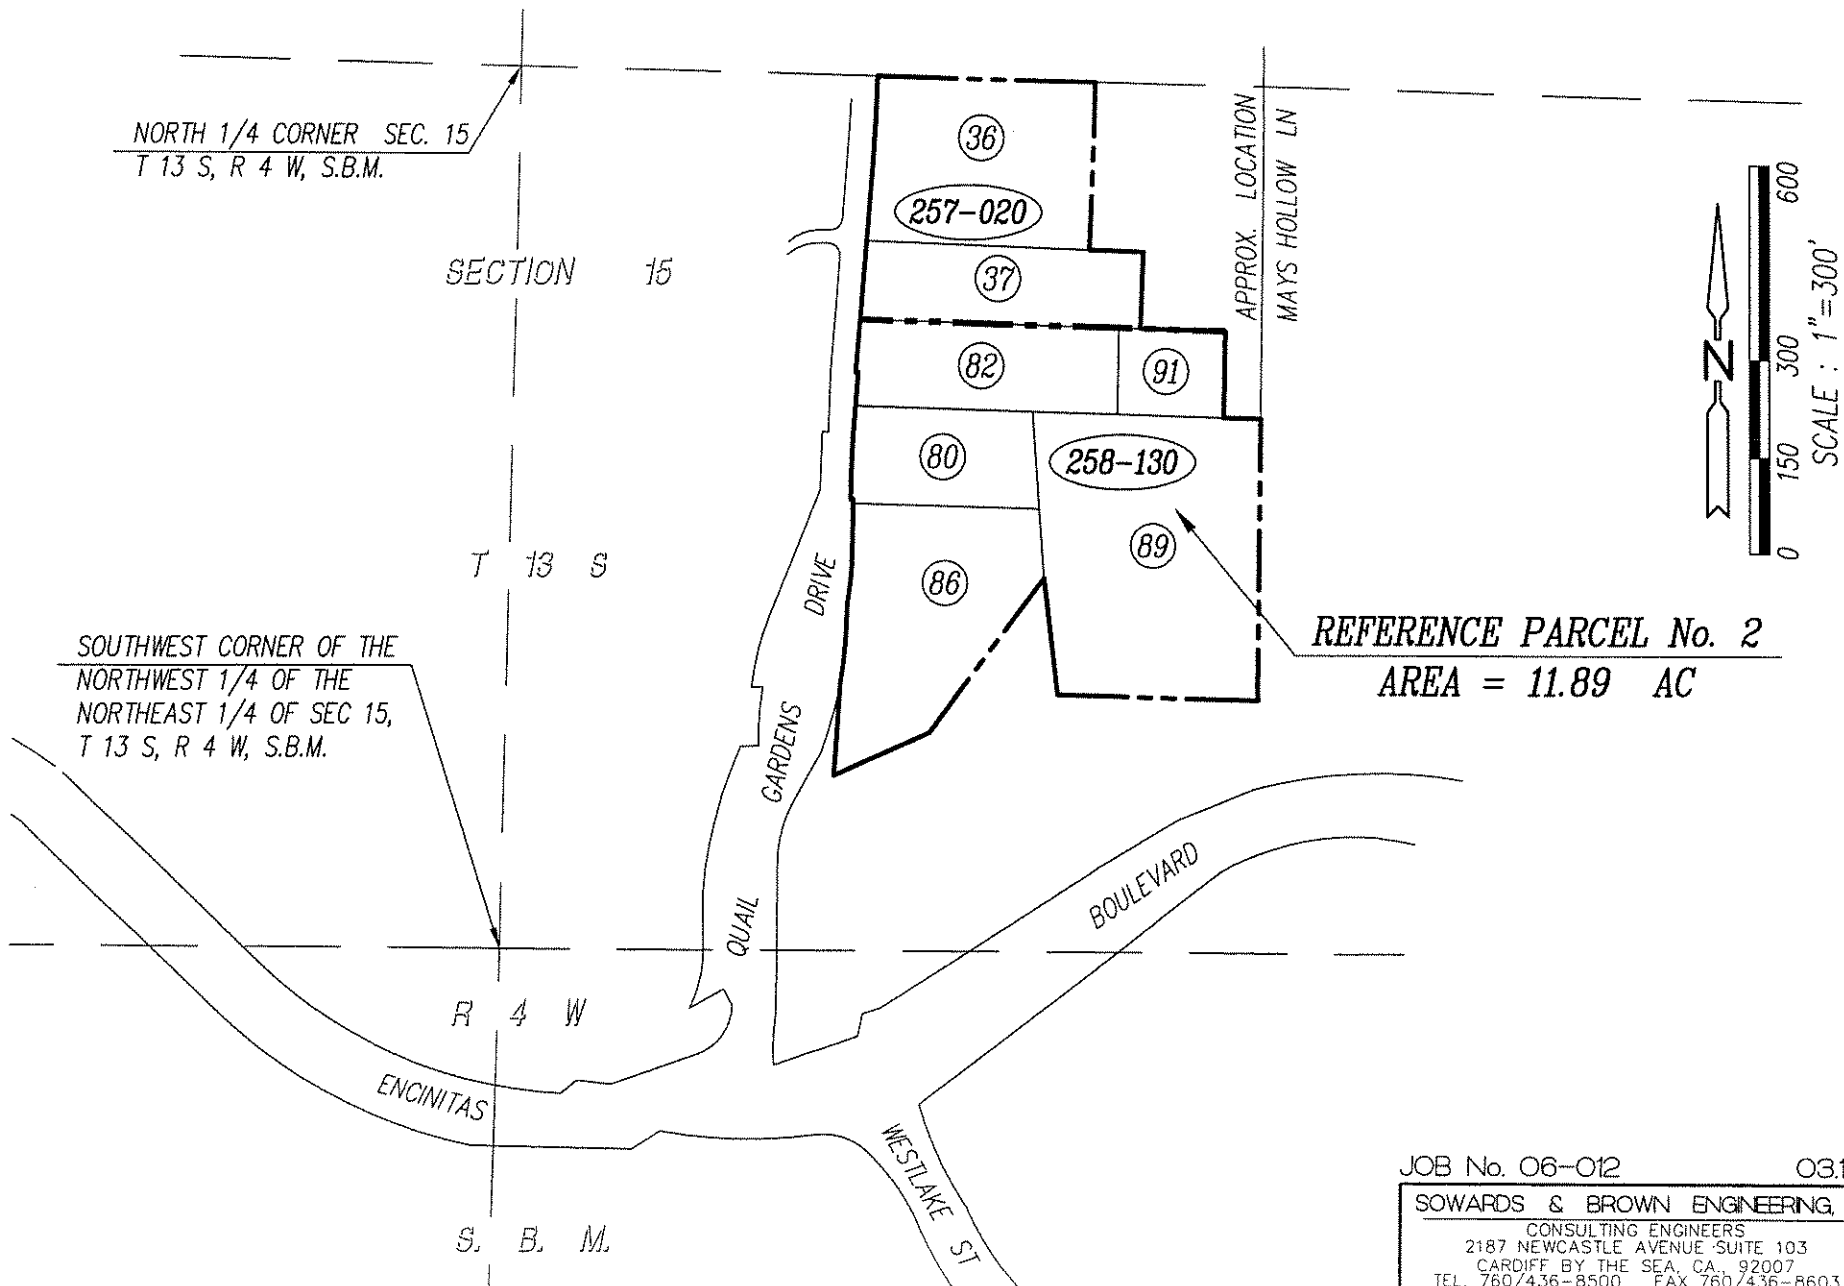 NORTH 1/4 CORNER SEC. 15
T 13 S, R 4 W, S.B.M.
36
257-020
APPROX. LOCATION
MAYS HOLLOW LN
SECTION 15
37
82
91
80
258-130
89
86
600
300
150
0
N
SCALE : 1"=300'
T 13 S
REFERENCE PARCEL No. 2
AREA = 11.89 AC
SOUTHWEST CORNER OF THE
NORTHWEST 1/4 OF THE
NORTHEAST 1/4 OF SEC 15,
T 13 S, R 4 W, S.B.M.
QUAIL GARDENS DRIVE
BOULEVARD
R 4 W
ENCINITAS
WESTLAKE ST
S. B. M.
JOB No. 06-012 03.1
SOWARDS & BROWN ENGINEERING,
CONSULTING ENGINEERS
2187 NEWCASTLE AVENUE SUITE 103
CARDIFF BY THE SEA, CA., 92007
TEL. 760/436-8500 FAX 760/436-8603